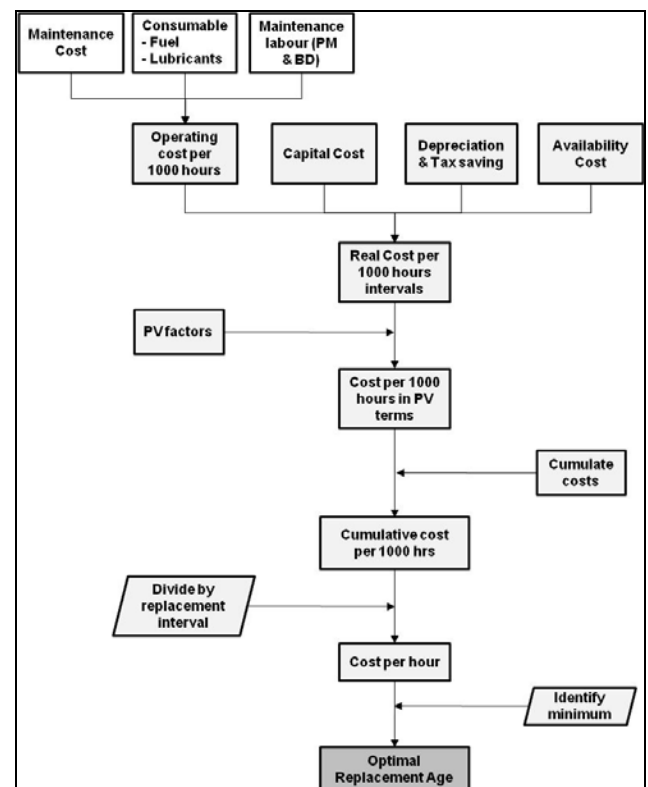 Maintenance
Cost
Consumable
- Fuel
- Lubricants
Maintenance
labour (PM
& BD)
Operating
cost per
1000 hours
Capital Cost
Depreciation
& Tax saving
Availability
Cost
Real Cost per
1000 hours
intervals
PV factors
Cost per 1000
hours in PV
terms
Cumulate
costs
Cumulative cost
per 1000 hrs
Divide by
replacement
interval
Cost per hour
Identify
minimum
Optimal
Replacement Age